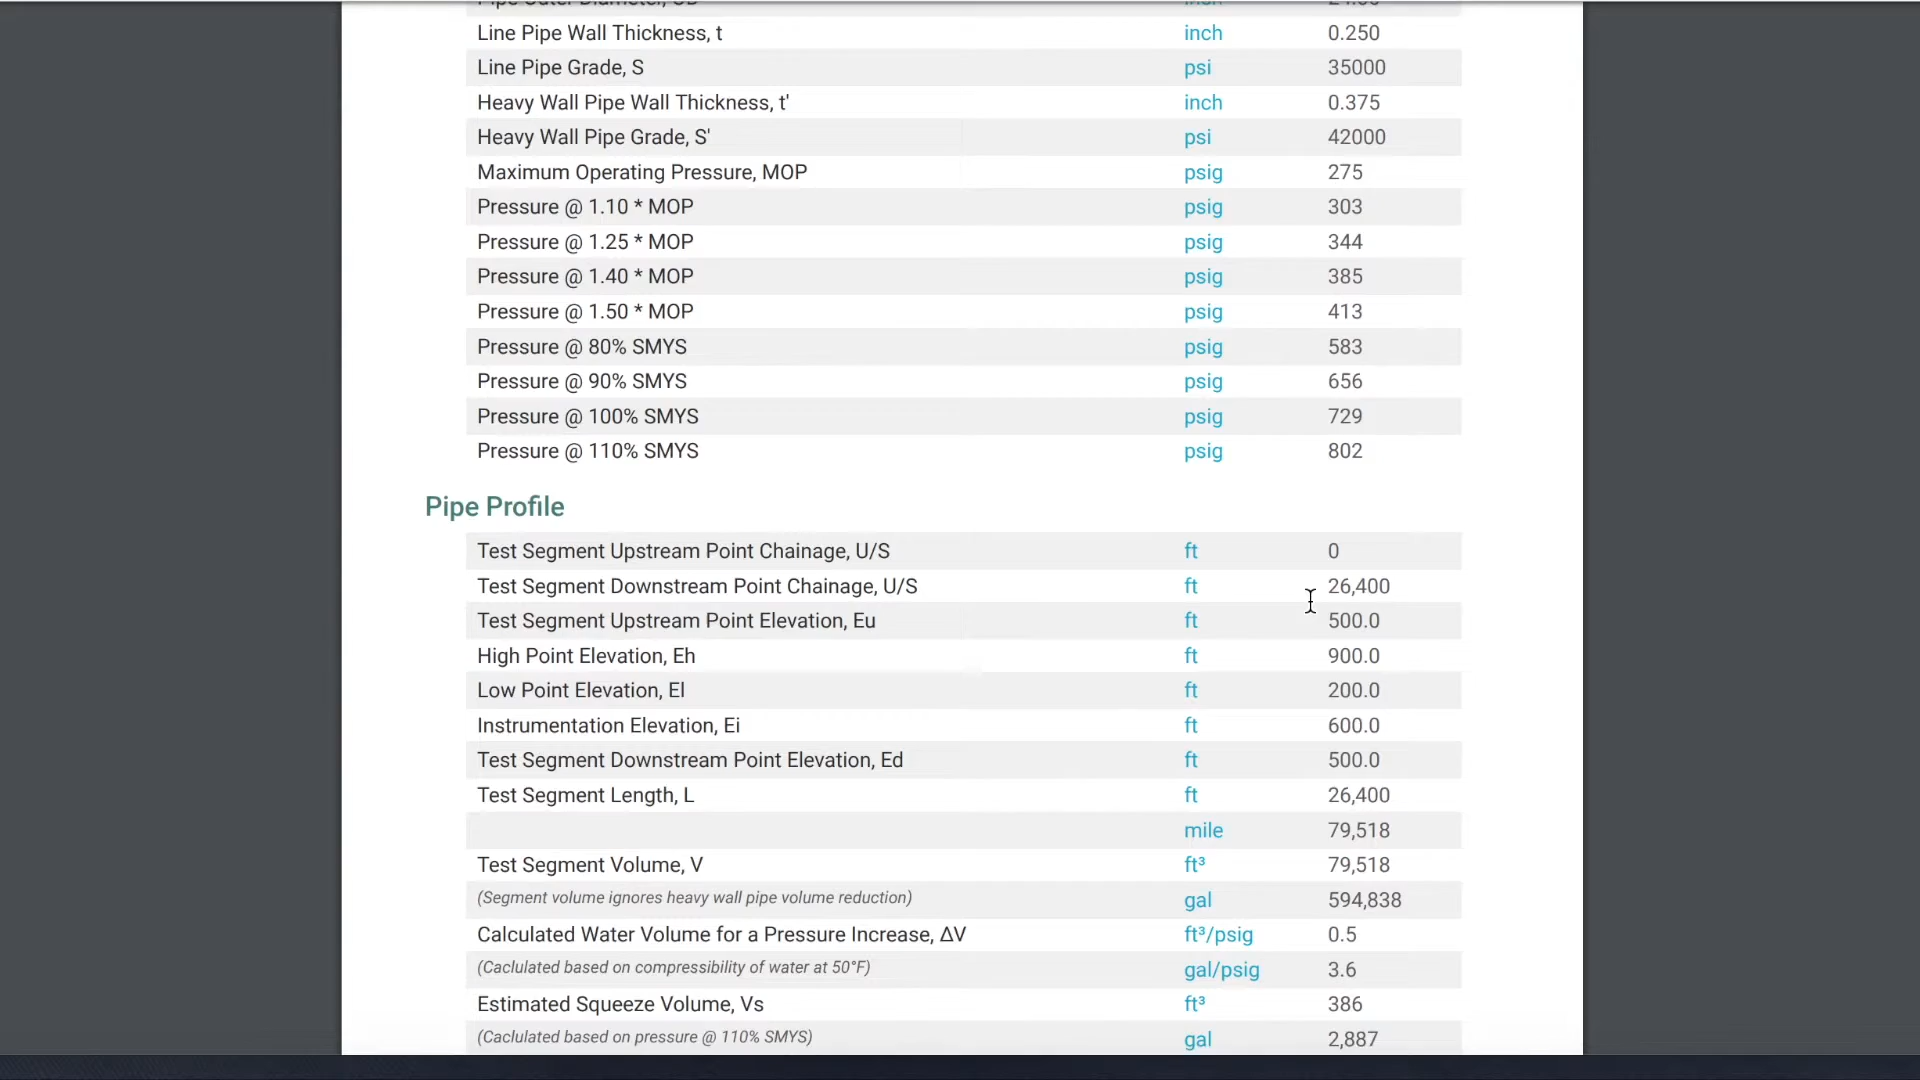 Line Pipe Wall Thickness, t inch 0.250
Line Pipe Grade, S psi 35000
Heavy Wall Pipe Wall Thickness, t' inch 0.375
Heavy Wall Pipe Grade, S' psi 42000
Maximum Operating Pressure, MOP psig 275
Pressure @ 1.10 * MOP psig 303
Pressure @ 1.25 * MOP psig 344
Pressure @ 1.40 * MOP psig 385
Pressure @ 1.50 * MOP psig 413
Pressure @ 80% SMYS psig 583
Pressure @ 90% SMYS psig 656
Pressure @ 100% SMYS psig 729
Pressure @ 110% SMYS psig 802
Pipe Profile
Test Segment Upstream Point Chainage, U/S ft 0
Test Segment Downstream Point Chainage, U/S ft 26,400
Test Segment Upstream Point Elevation, Eu ft 500.0
High Point Elevation, Eh ft 900.0
Low Point Elevation, El ft 200.0
Instrumentation Elevation, Ei ft 600.0
Test Segment Downstream Point Elevation, Ed ft 500.0
Test Segment Length, L ft 26,400
mile 79,518
Test Segment Volume, V ft³ 79,518
(Segment volume ignores heavy wall pipe volume reduction) gal 594,838
Calculated Water Volume for a Pressure Increase, ΔV ft³/psig 0.5
(Caclulated based on compressibility of water at 50°F) gal/psig 3.6
Estimated Squeeze Volume, Vs ft³ 386
(Caclulated based on pressure @ 110% SMYS) gal 2,887